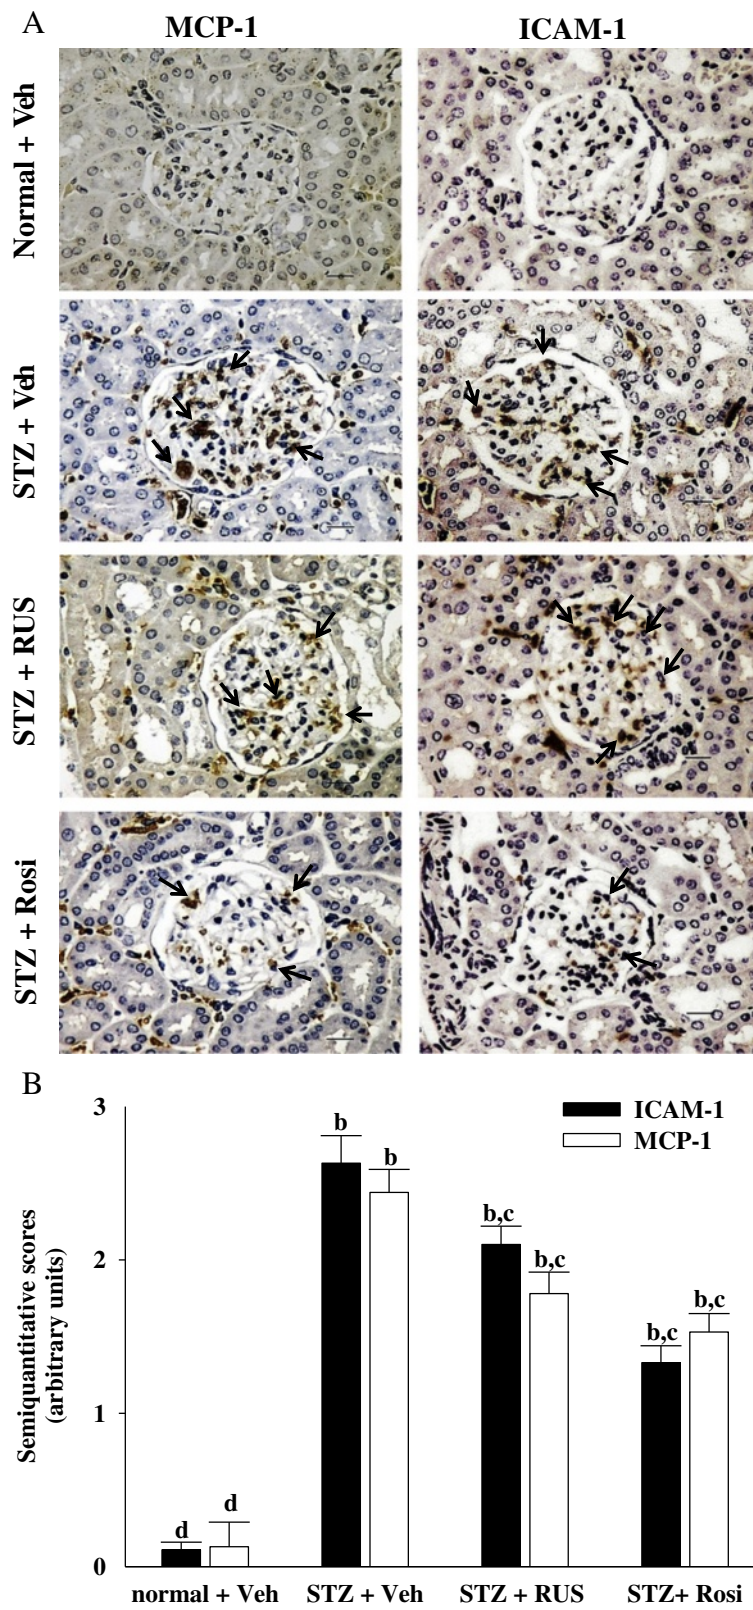 A
MCP-1
ICAM-1
Normal + Veh
STZ + Veh
STZ + RUS
STZ + Rosi
B
ICAM-1
MCP-1
Semiquantitative scores
(arbitrary units)
3
2
1
0
d
d
b
b
b,c
b,c
b,c
b,c
normal + Veh
STZ + Veh
STZ + RUS
STZ+ Rosi